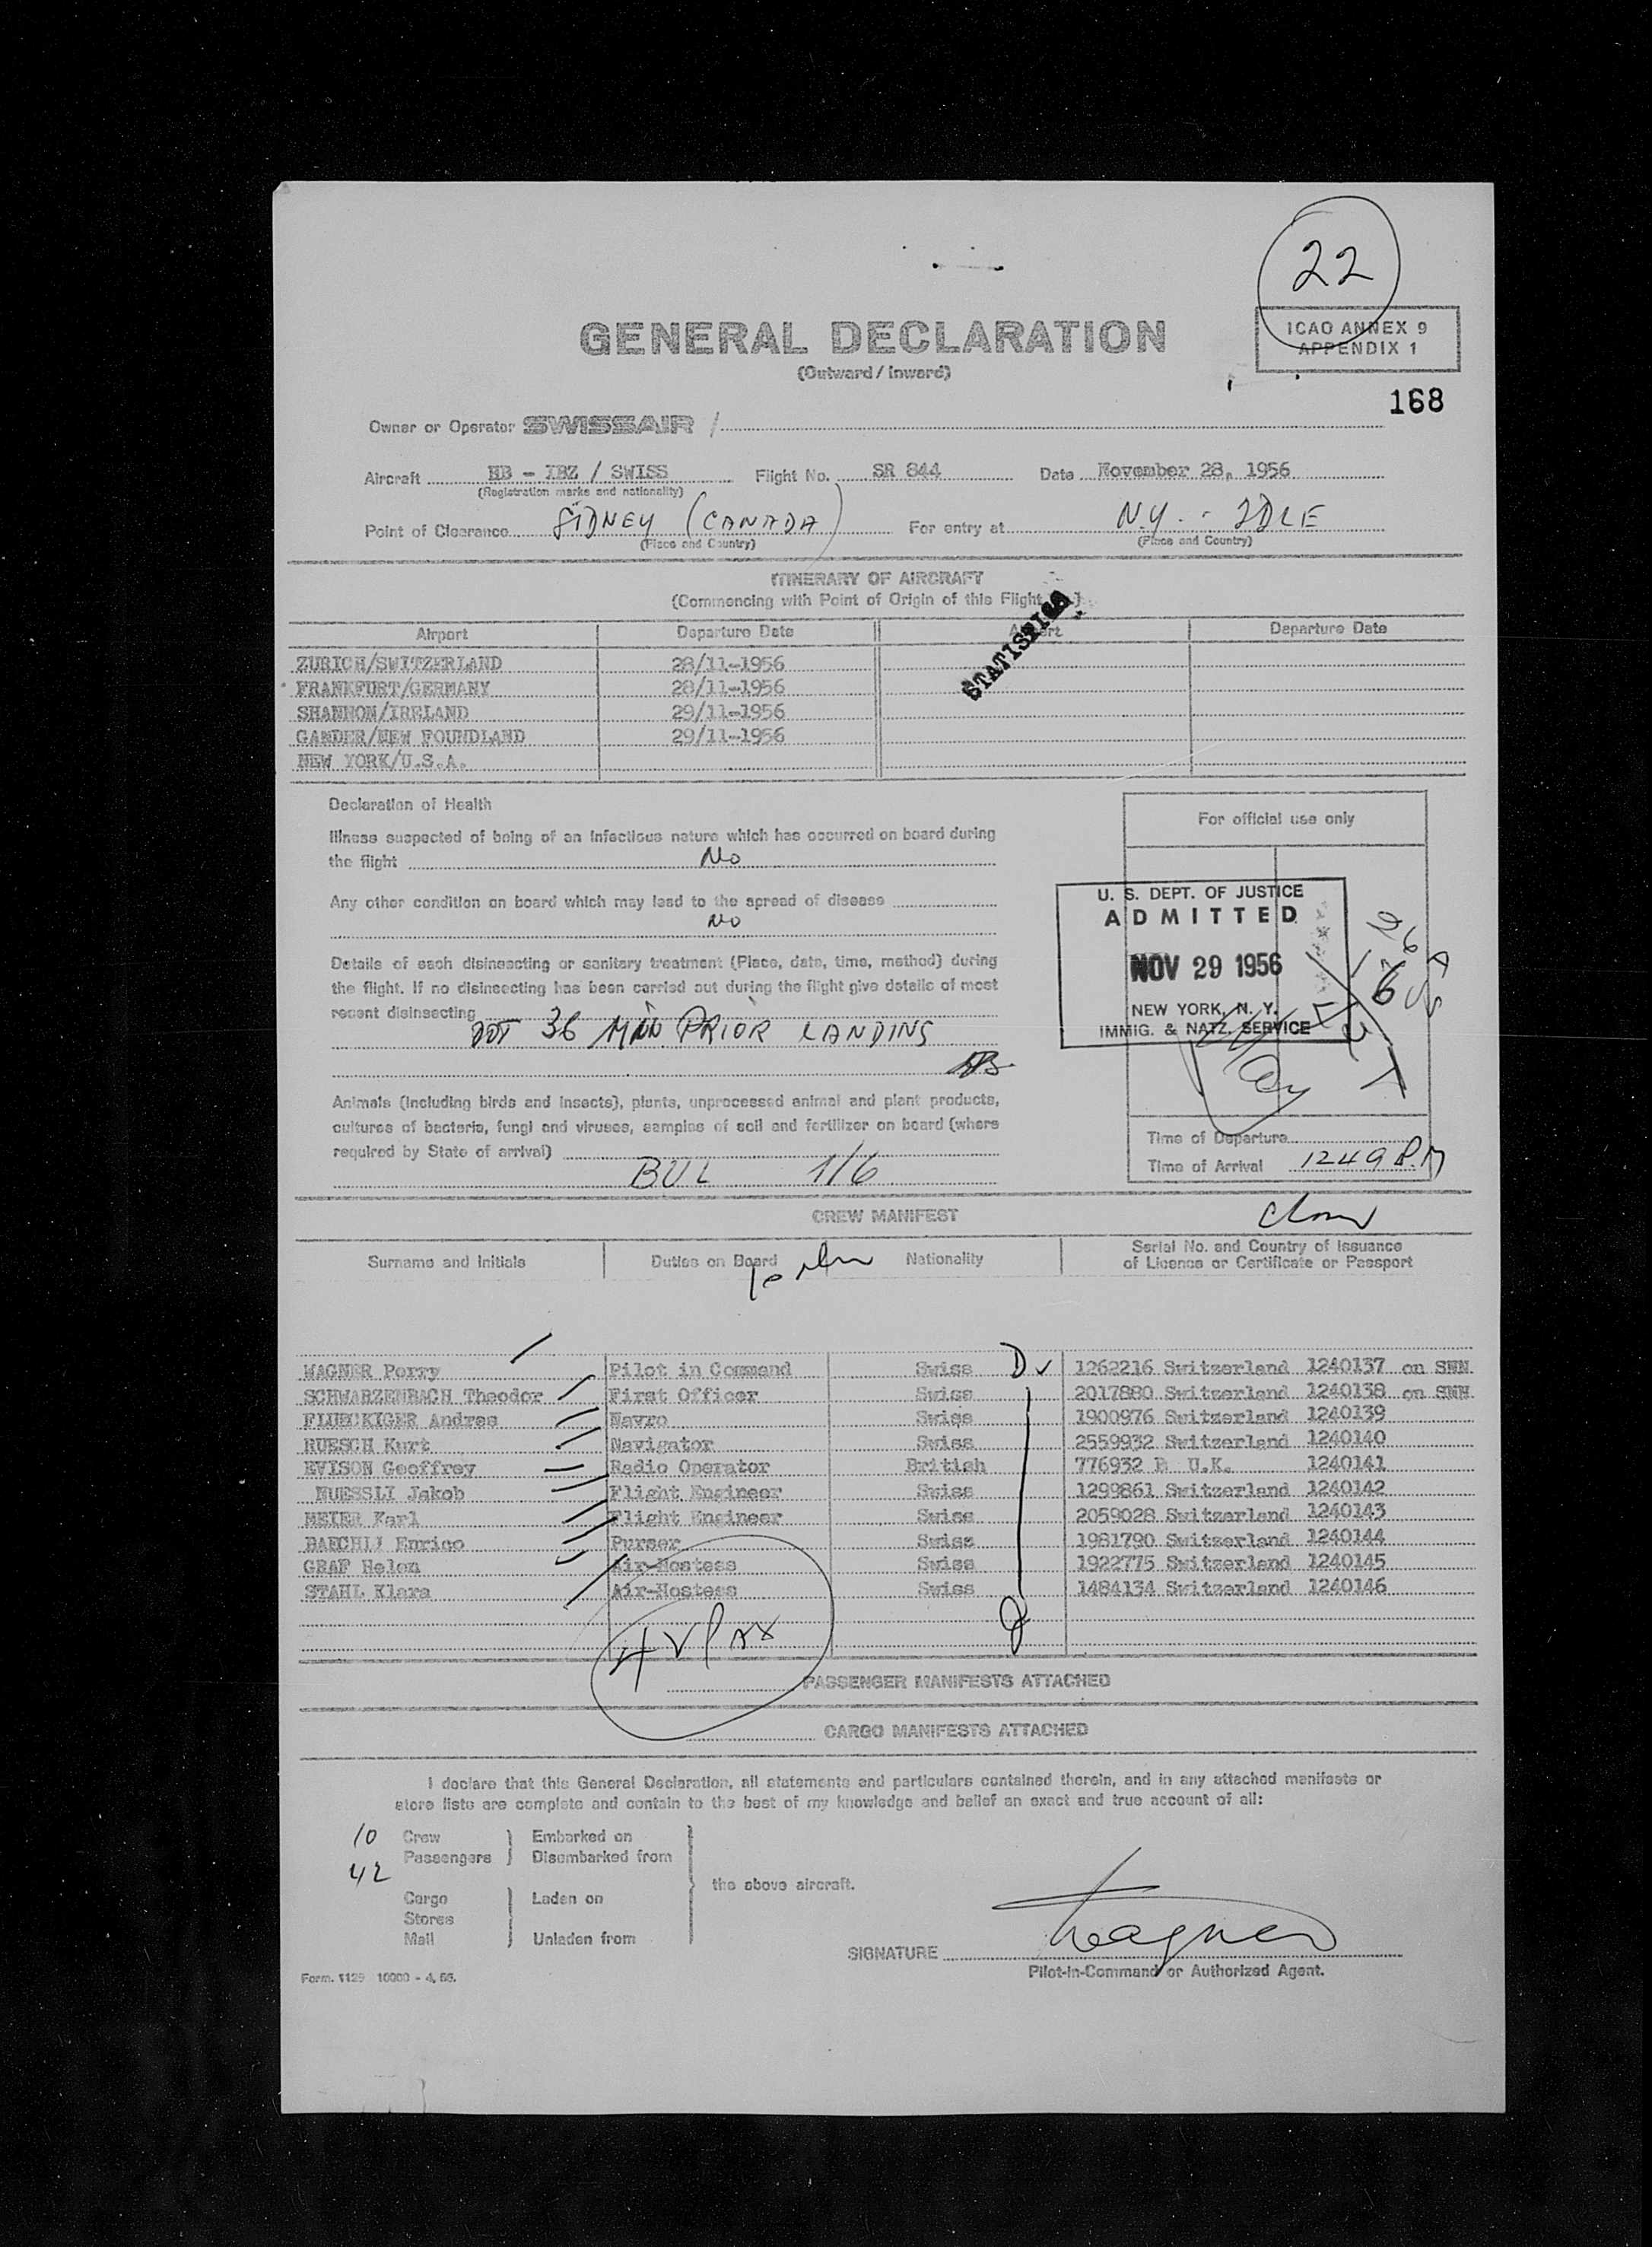 22
GENERAL DECLARATION
(Outward / Inward)
ICAO ANNEX 9
APPENDIX 1
168
Owner or Operator SWISSAIR /
Aircraft HB - IBZ / SWISS Flight No. SR 844 Date November 28, 1956
(Registration marks and nationality)
Point of Clearance SIDNEY (CANADA) For entry at N.Y. -
(Place and Country) (Place and Country)
ITINERARY OF AIRCRAFT
(Commencing with Point of Origin of this Flight)
STATISTICS
Airport Departure Date Airport Departure Date
ZURICH/SWITZERLAND 28/11-1956
FRANKFURT/GERMANY 28/11-1956
SHANNON/IRELAND 29/11-1956
GANDER/NEW FOUNDLAND 29/11-1956
NEW YORK/U.S.A.
Declaration of Health
Illness suspected of being of an infectious nature which has occurred on board during
the flight No
Any other condition on board which may lead to the spread of disease
No
Details of each disinsecting or sanitary treatment (Place, date, time, method) during
the flight. If no disinsecting has been carried out during the flight give details of most
recent disinsecting
36 MIN. PRIOR LANDING
Animals (including birds and insects), plants, unprocessed animal and plant products,
cultures of bacteria, fungi and viruses, samples of soil and fertilizer on board (where
required by State of arrival)
BUL 1/6
For official use only
U. S. DEPT. OF JUSTICE
ADMITTED
NOV 29 1956
NEW YORK, N. Y.
IMMIG. & NATZ. SERVICE
Time of Departure
Time of Arrival 1249 P.M
CREW MANIFEST
Surname and Initials Duties on Board Nationality Serial No. and Country of Issuance
of Licence or Certificate or Passport
WAGNER Perry Pilot in Command Swiss D 1262216 Switzerland 1240137 on SNN
SCHWARZENBACH Theodor First Officer Swiss 2017880 Switzerland 1240138 on SNN
FLUECKIGER Andres Navro Swiss 1900976 Switzerland 1240139
RUESCH Kurt Navigator Swiss 2559932 Switzerland 1240140
EVISON Geoffrey Radio Operator British 776932 U.K. 1240141
NUESSLI Jakob Flight Engineer Swiss 1299861 Switzerland 1240142
MEIER Karl Flight Engineer Swiss 2059028 Switzerland 1240143
BAECHLI Enrico Purser Swiss 1981790 Switzerland 1240144
GRAF Helen Air-Hostess Swiss 1922775 Switzerland 1240145
STAHL Klara Air-Hostess Swiss 1484134 Switzerland 1240146
PASSENGER MANIFESTS ATTACHED
CARGO MANIFESTS ATTACHED
I declare that this General Declaration, all statements and particulars contained therein, and in any attached manifests or
store lists are complete and contain to the best of my knowledge and belief an exact and true account of all:
10 Crew Embarked on
42 Passengers Disembarked from
the above aircraft.
Cargo Laden on
Stores
Mail Unladen from
SIGNATURE Wagner
Pilot-in-Command or Authorized Agent.
Form. 1129 10000 - 4. 56.